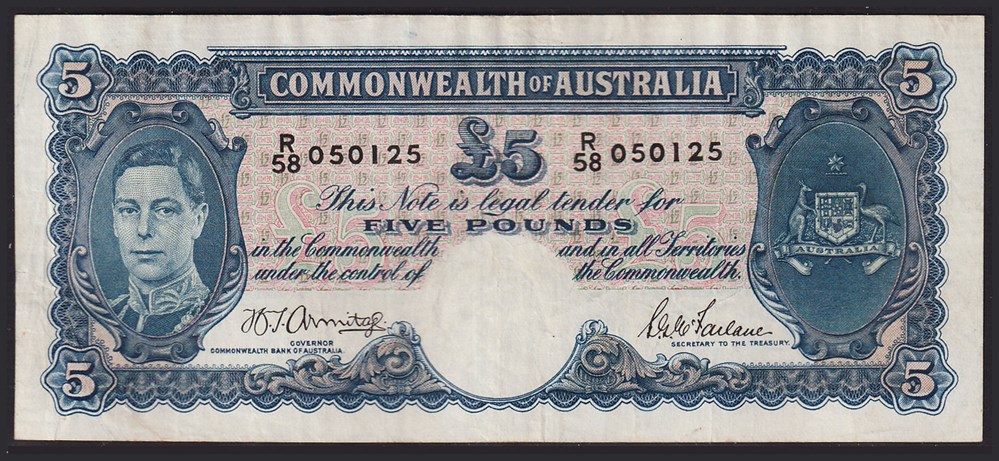 5 5
COMMONWEALTH OF AUSTRALIA
R 58 050125 £5 R 58 050125
This Note is legal tender for
FIVE POUNDS
in the Commonwealth and in all Territories
under the control of the Commonwealth.
AUSTRALIA
H.T. Armitage
GOVERNOR
COMMONWEALTH BANK OF AUSTRALIA.
S.G. McFarlane
SECRETARY TO THE TREASURY.
5 5